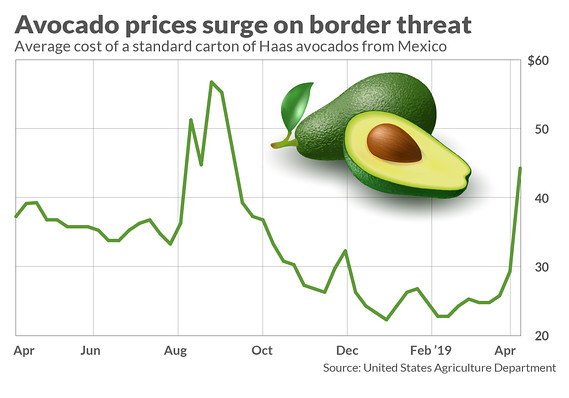 Avocado prices surge on border threat
Average cost of a standard carton of Haas avocados from Mexico
$60
50
40
30
20
Apr Jun Aug Oct Dec Feb '19 Apr
Source: United States Agriculture Department